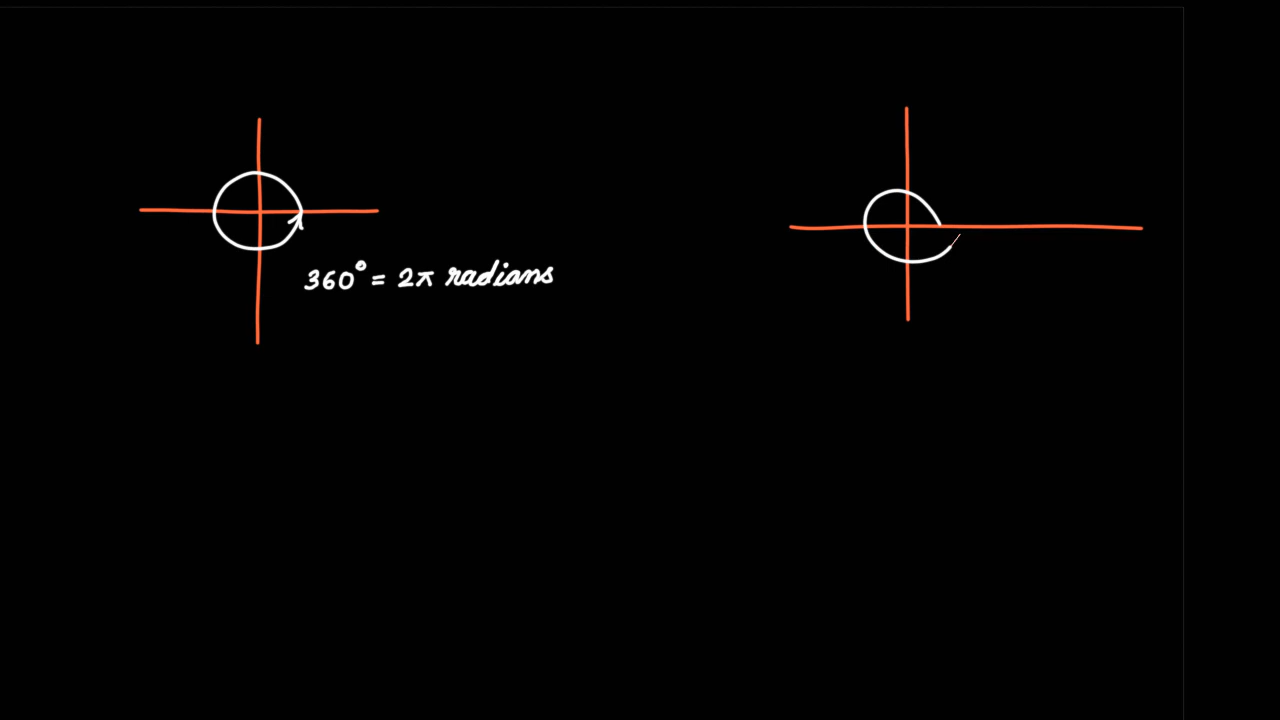 360° = 2π radians